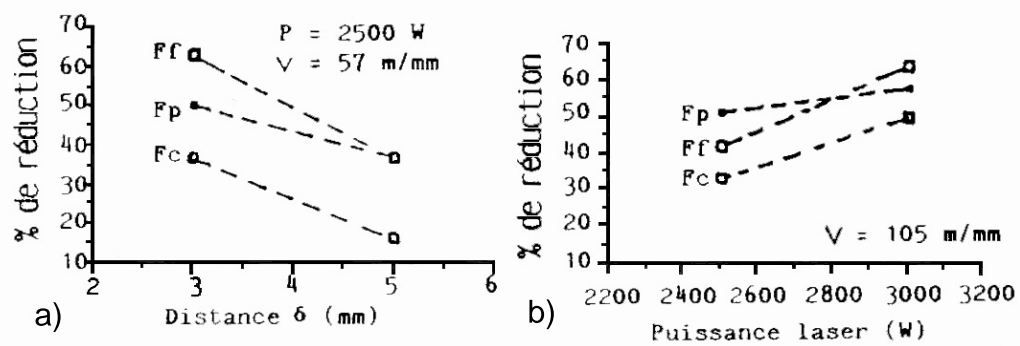 % de réduction
70
60
50
40
30
20
10
Ff
Fp
Fc
P = 2500 W
V = 57 m/mm
2 3 4 5 6
Distance δ (mm)
a)
% de réduction
70
60
50
40
30
20
10
Fp
Ff
Fc
V = 105 m/mm
2200 2400 2600 2800 3000 3200
Puissance laser (W)
b)